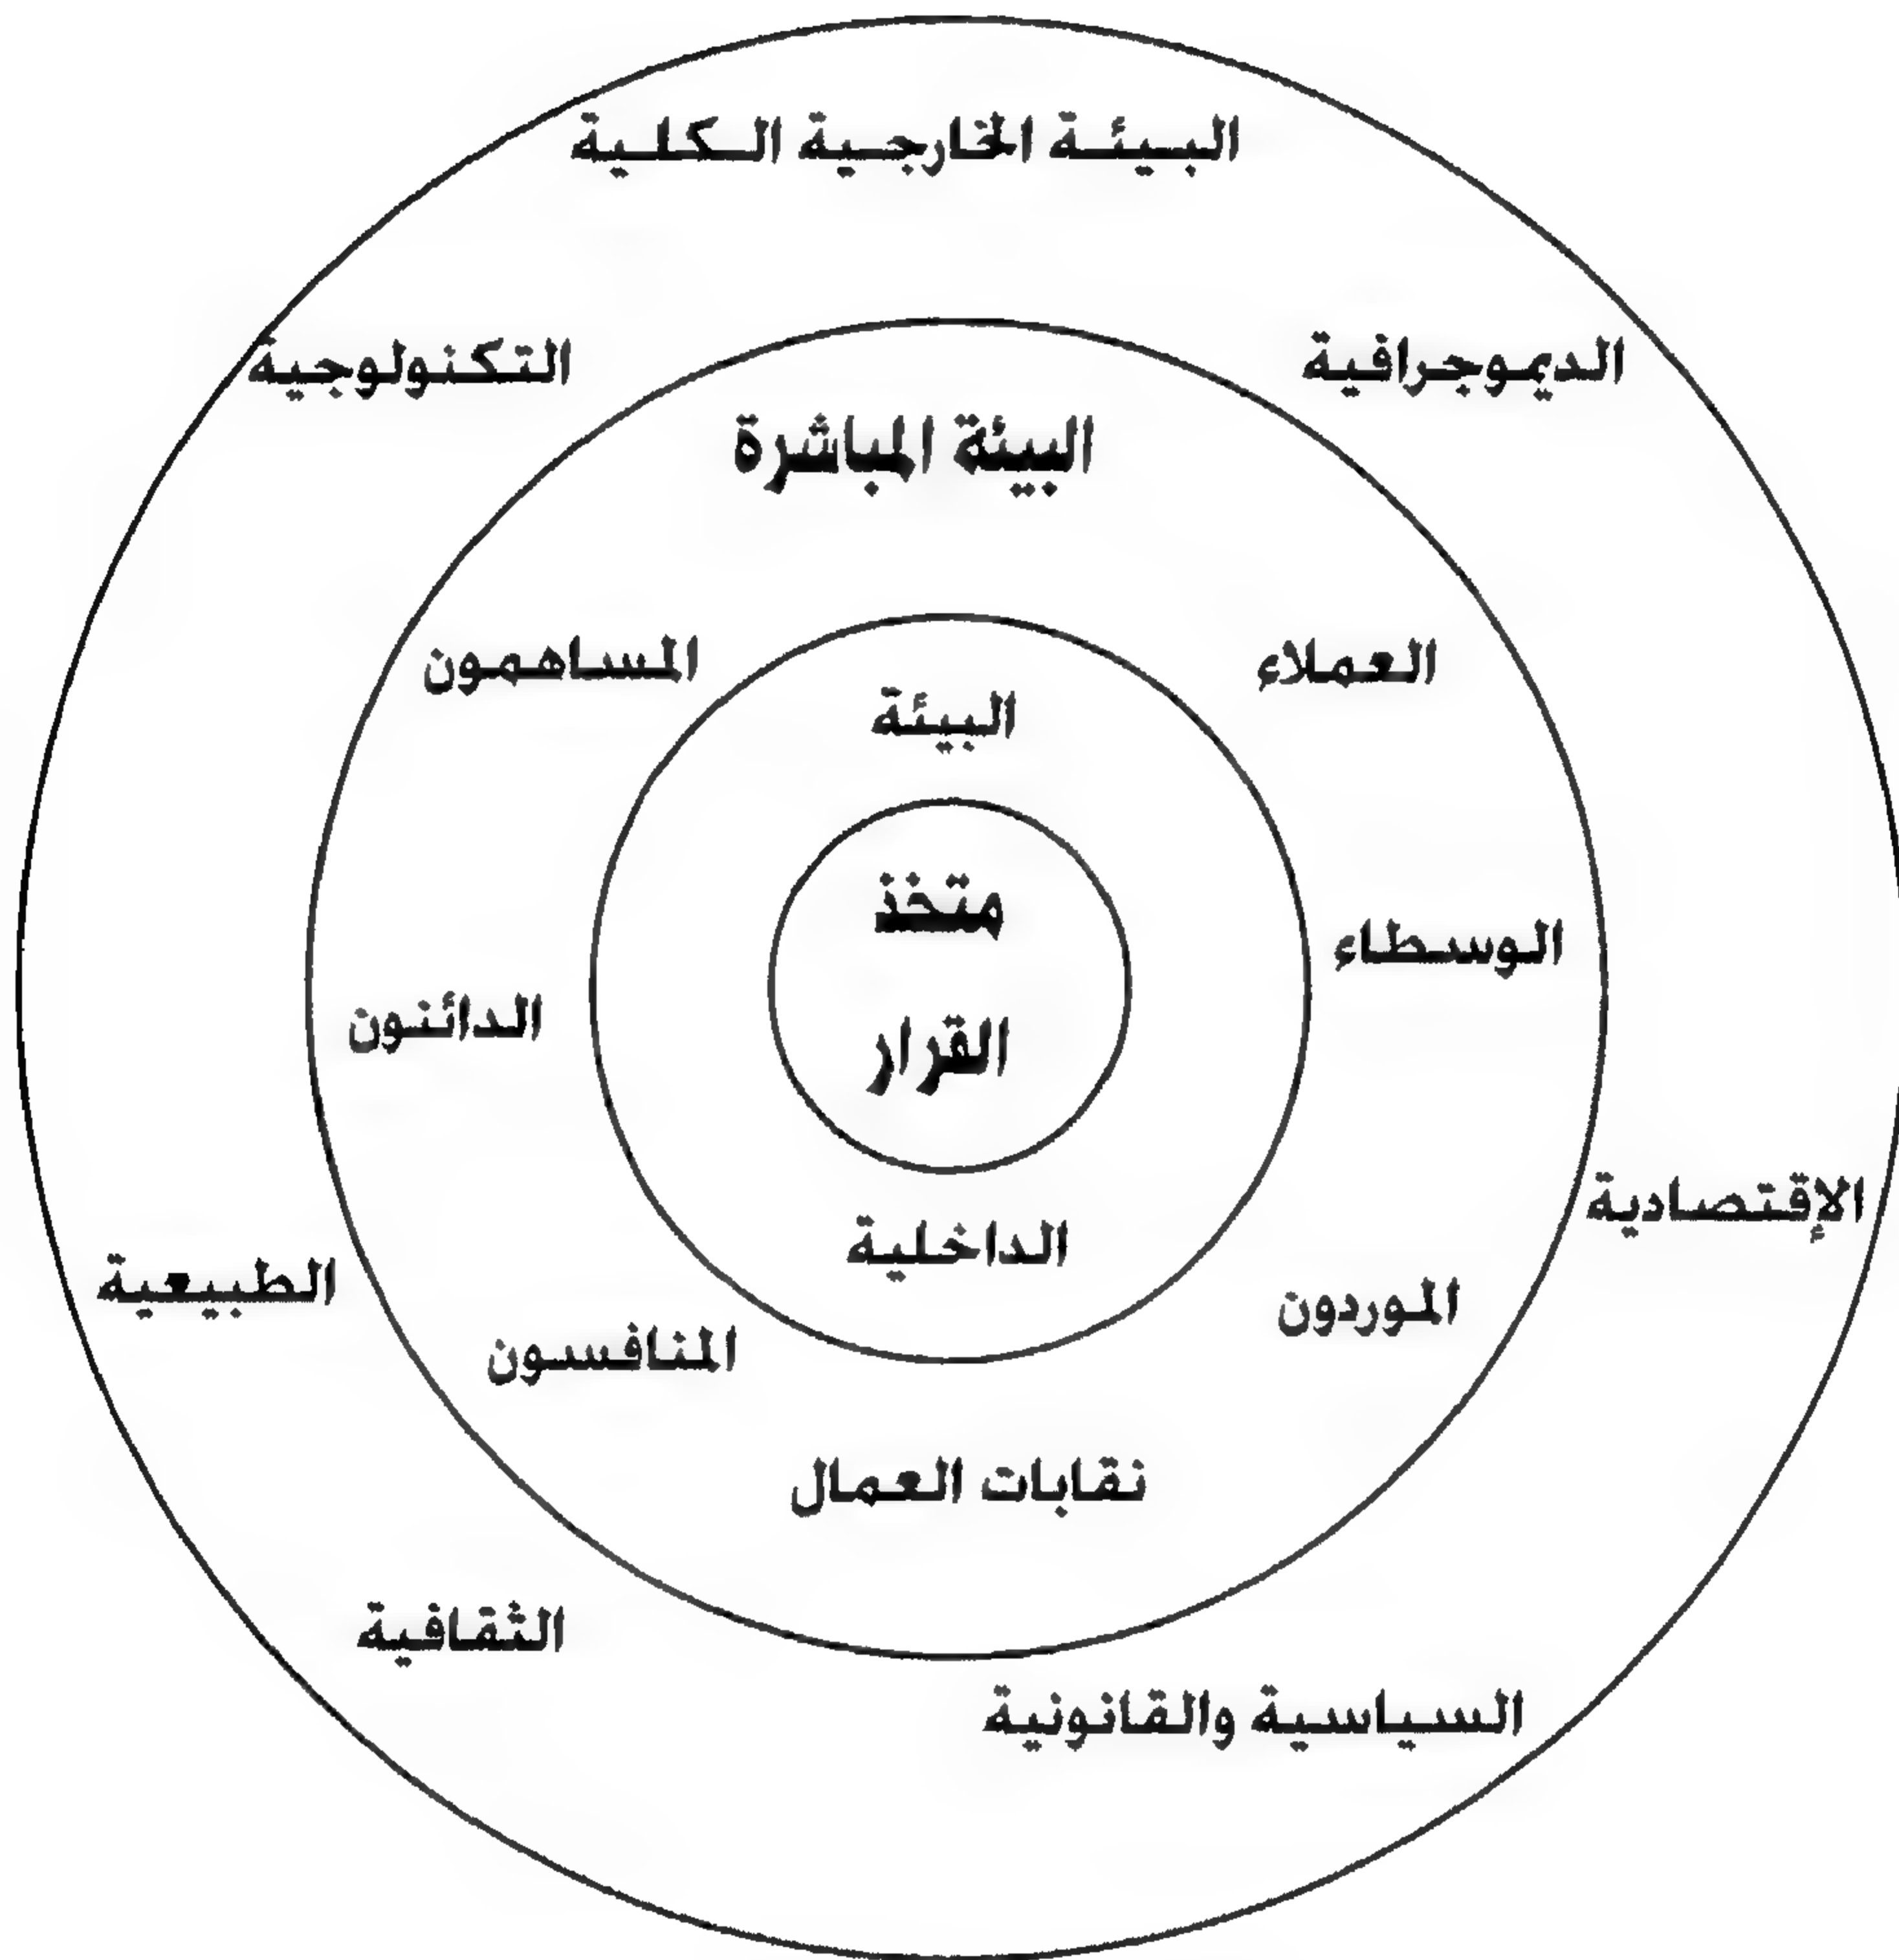 البيئة الخارجية الكلية
الديموجرافية
التكنولوجية
البيئة المباشرة
العملاء
المساهمون
البيئة
متخذ
الوسطاء
الدائنون
القرار
الإقتصادية
الداخلية
الموردون
الطبيعية
المنافسون
نقابات العمال
الثقافية
السياسية والقانونية